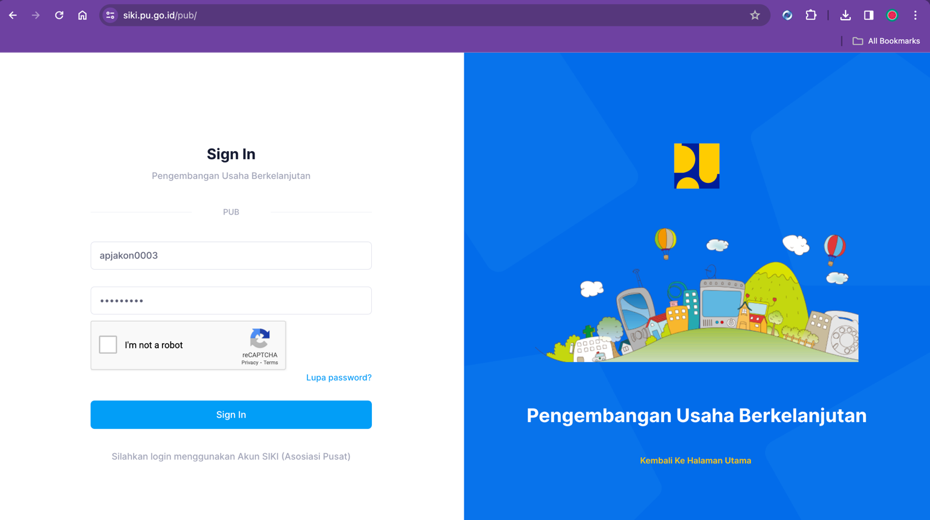 siki.pu.go.id/pub/
All Bookmarks
Sign In
Pengembangan Usaha Berkelanjutan
PUB
apjakon0003
•••••••••
I'm not a robot
reCAPTCHA
Privacy - Terms
Lupa password?
Sign In
Silahkan login menggunakan Akun SIKI (Asosiasi Pusat)
Pengembangan Usaha Berkelanjutan
Kembali Ke Halaman Utama